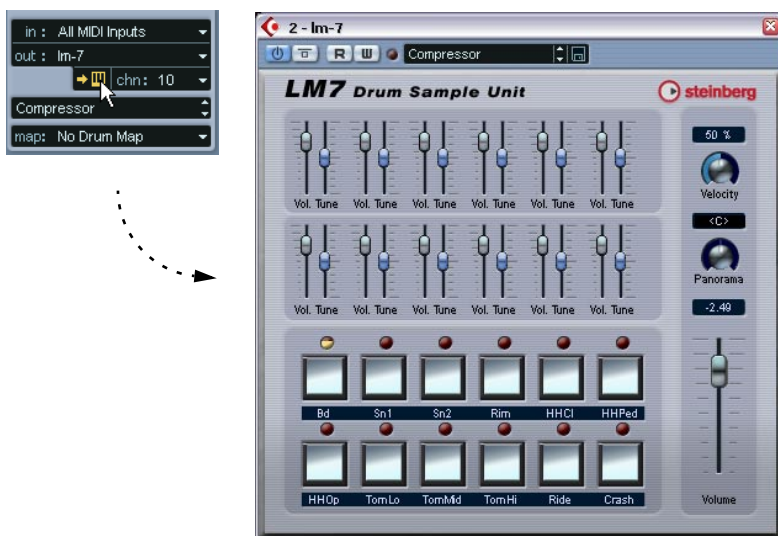 in : All MIDI Inputs
out : lm-7
chn: 10
Compressor
map: No Drum Map
2 - lm-7
R Compressor
LM7 Drum Sample Unit
steinberg
50 %
Velocity
<C>
Panorama
-2.49
Volume
Vol. Tune Vol. Tune Vol. Tune Vol. Tune Vol. Tune Vol. Tune
Vol. Tune Vol. Tune Vol. Tune Vol. Tune Vol. Tune Vol. Tune
Bd Sn1 Sn2 Rim HHCl HHPed
HHOp TomLo TomMid TomHi Ride Crash